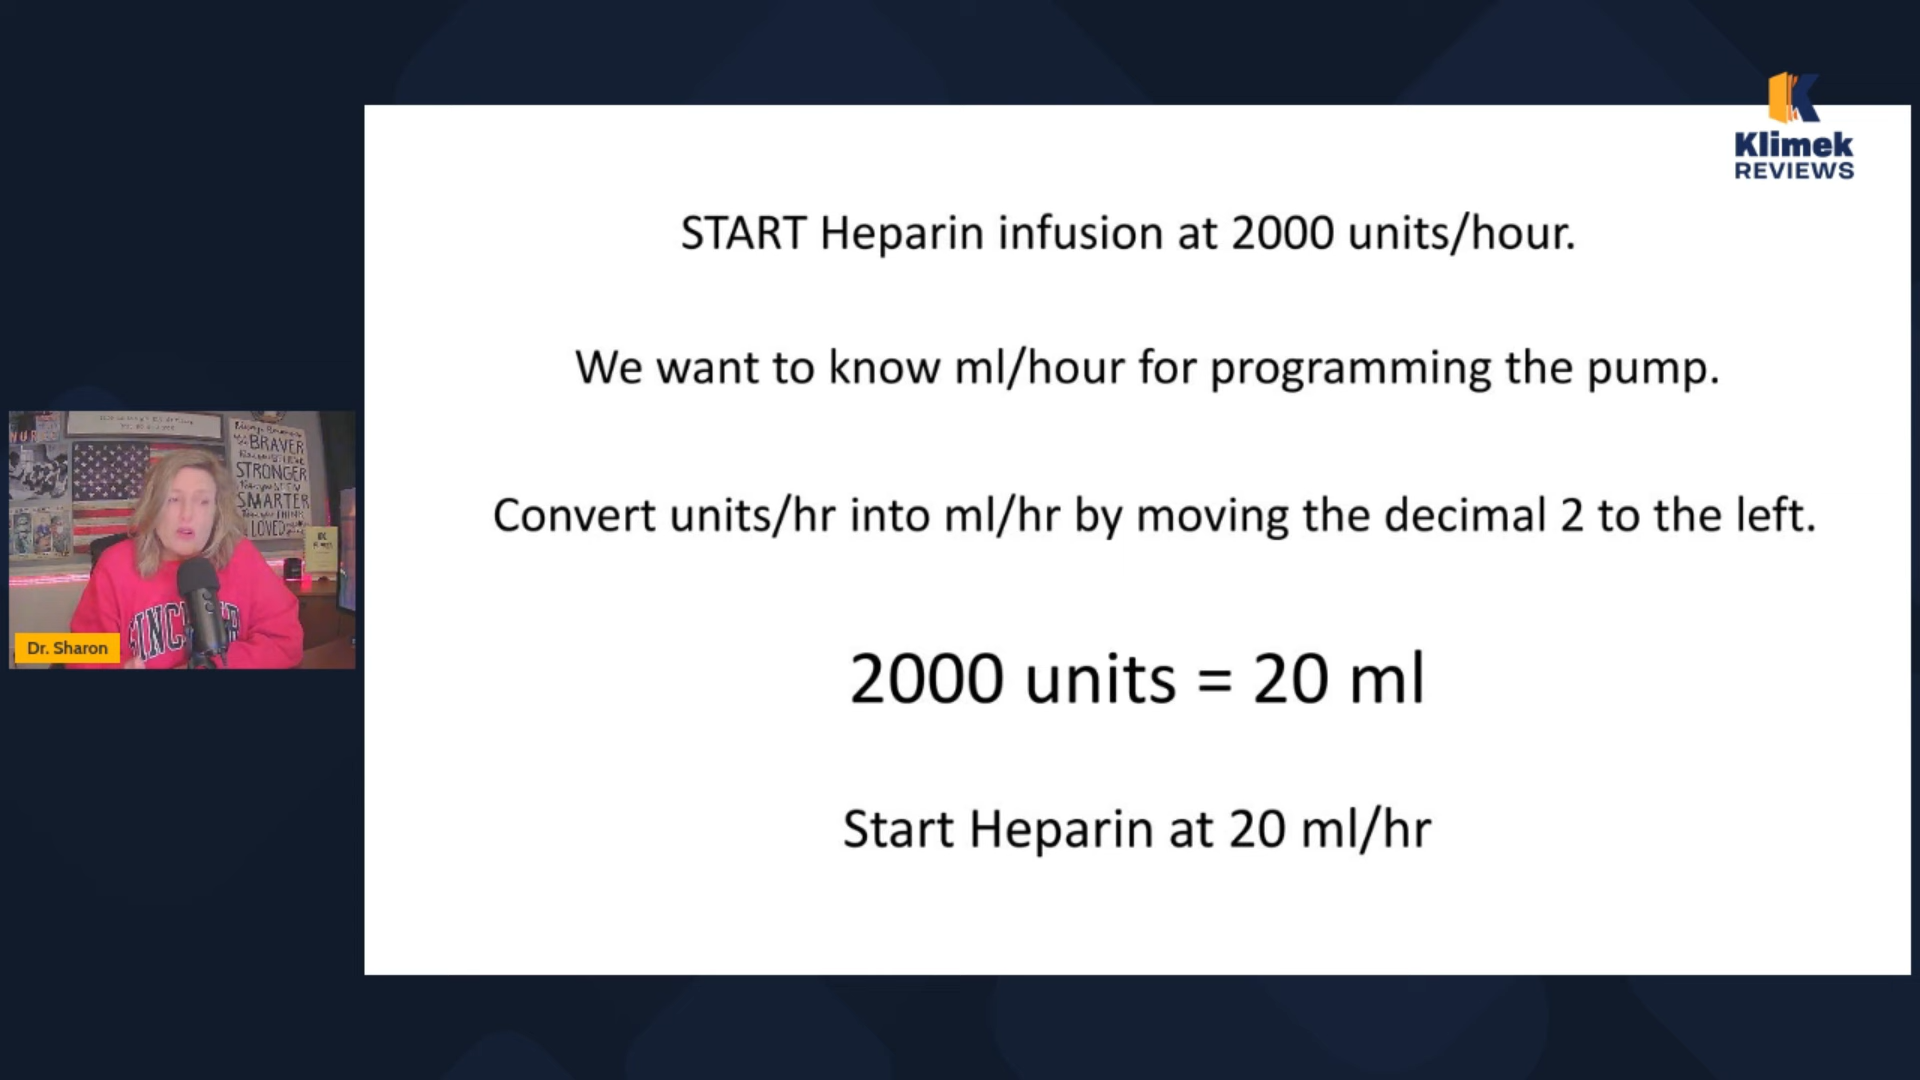 Klimek
REVIEWS
START Heparin infusion at 2000 units/hour.
We want to know ml/hour for programming the pump.
Convert units/hr into ml/hr by moving the decimal 2 to the left.
2000 units = 20 ml
Start Heparin at 20 ml/hr
BRAVER
STRONGER
SMARTER
LOVED
Dr. Sharon